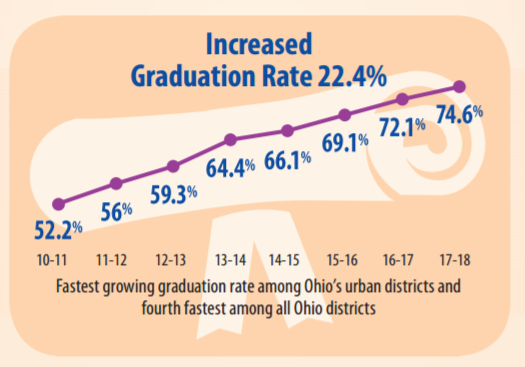 Increased
Graduation Rate 22.4%
52.2%
56%
59.3%
64.4%
66.1%
69.1%
72.1%
74.6%
10-11 11-12 12-13 13-14 14-15 15-16 16-17 17-18
Fastest growing graduation rate among Ohio's urban districts and
fourth fastest among all Ohio districts